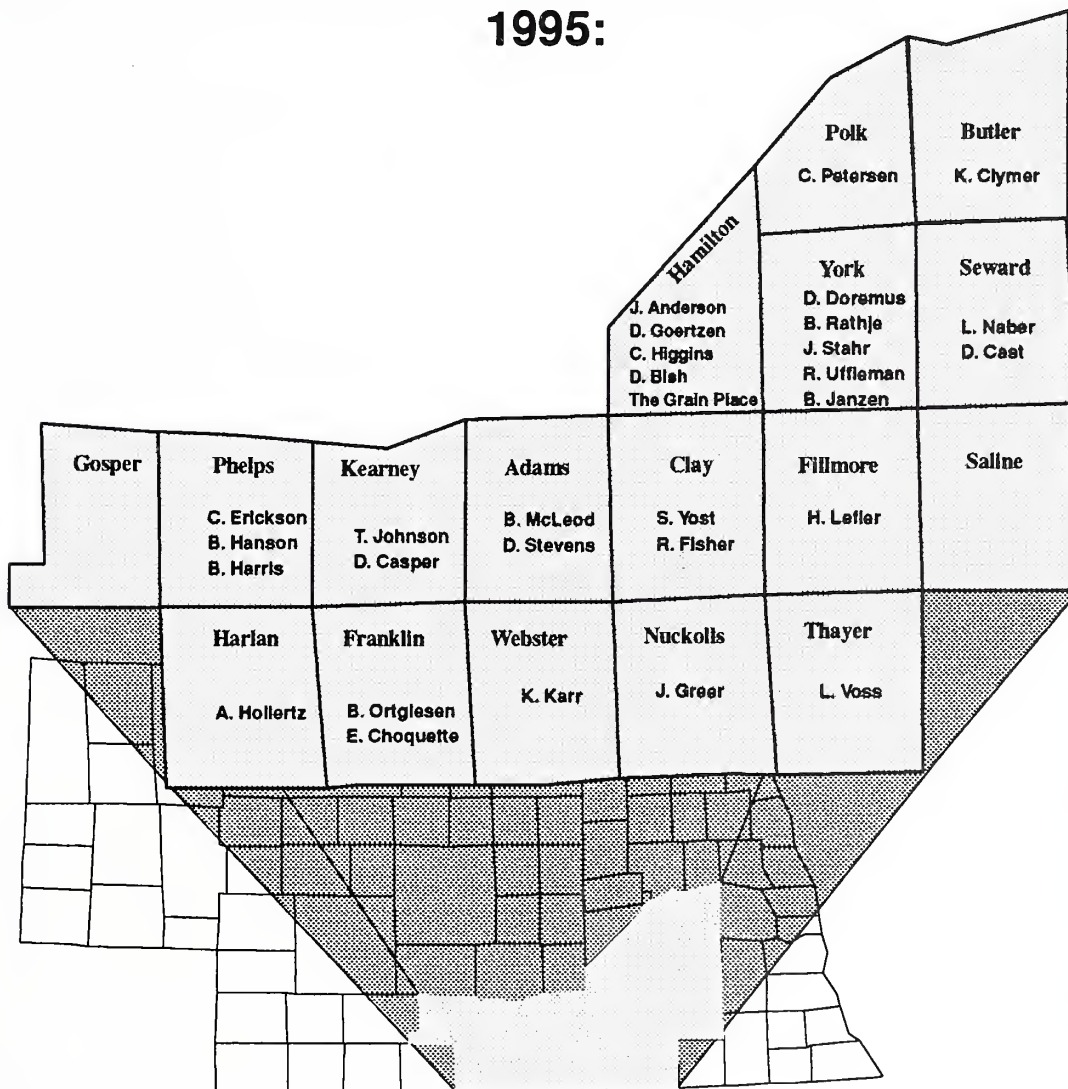 1995:
Polk
C. Petersen
Butler
K. Clymer
Hamilton
J. Anderson
D. Goertzen
C. Higgins
D. Bish
The Grain Place
York
D. Doremus
B. Rathje
J. Stahr
R. Uffleman
B. Janzen
Seward
L. Naber
D. Cast
Gosper
Phelps
C. Erickson
B. Hanson
B. Harris
Kearney
T. Johnson
D. Casper
Adams
B. McLeod
D. Stevens
Clay
S. Yost
R. Fisher
Fillmore
H. Lefler
Saline
Harlan
A. Hollertz
Franklin
B. Ortgiesen
E. Choquette
Webster
K. Karr
Nuckolls
J. Greer
Thayer
L. Voss